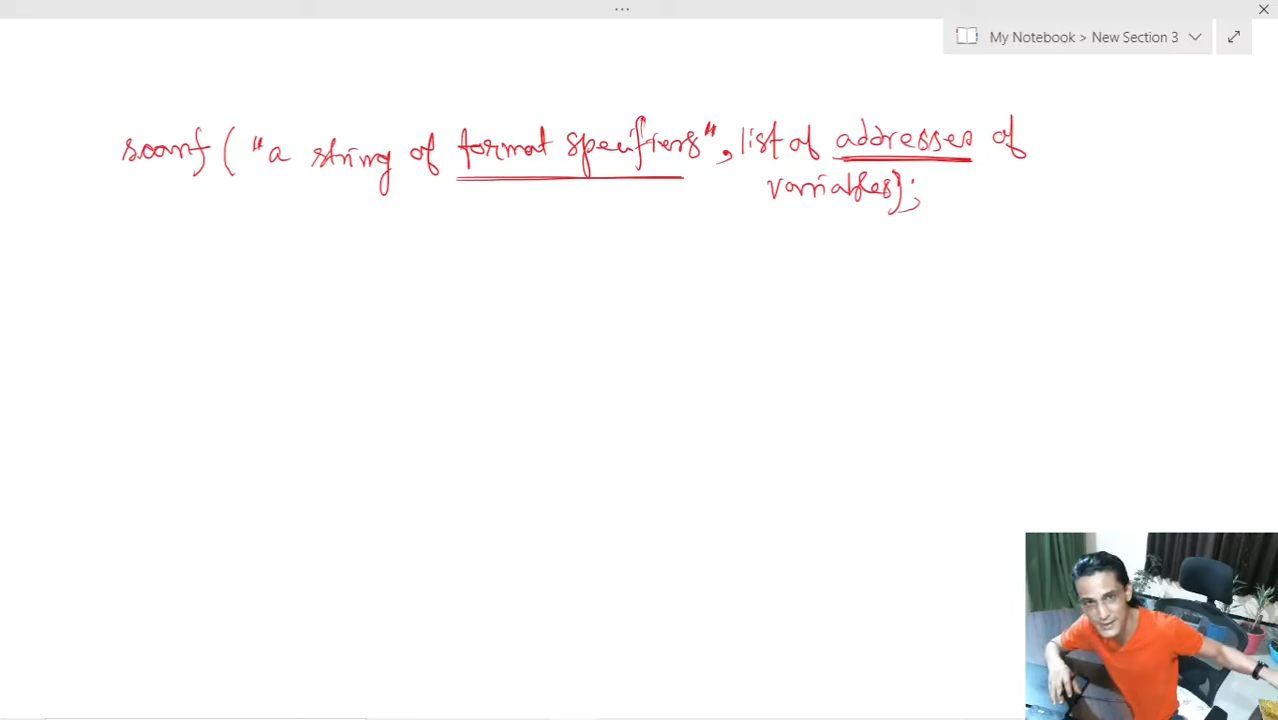 My Notebook > New Section 3
scanf ("a string of format specifiers", list of addresses of
variables);